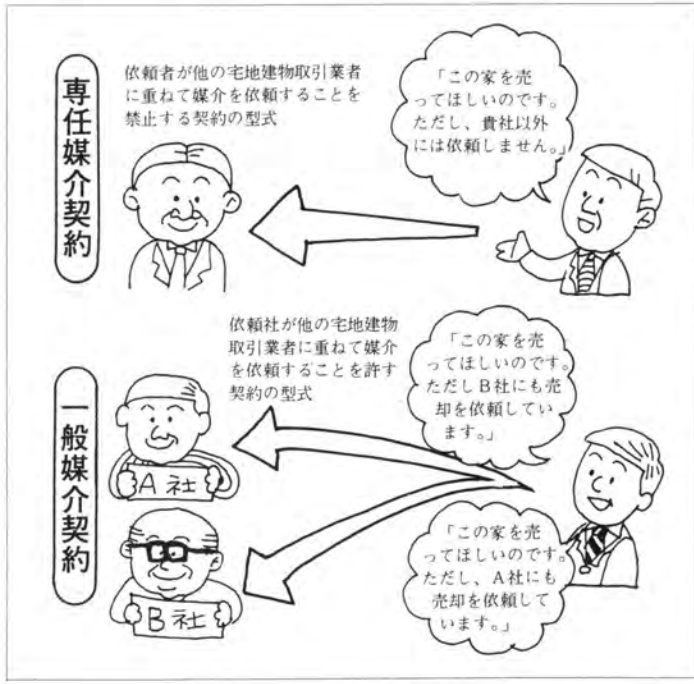 専任媒介契約
依頼者が他の宅地建物取引業者
に重ねて媒介を依頼することを
禁止する契約の型式
「この家を売
ってほしいのです。
ただし、貴社以外
には依頼しません。」
一般媒介契約
依頼社が他の宅地建物
取引業者に重ねて媒介
を依頼することを許す
契約の型式
A社
B社
「この家を売
ってほしいのです。
ただしB社にも売
却を依頼してい
ます。」
「この家を売
ってほしいのです。
ただし、A社にも
売却を依頼して
います。」